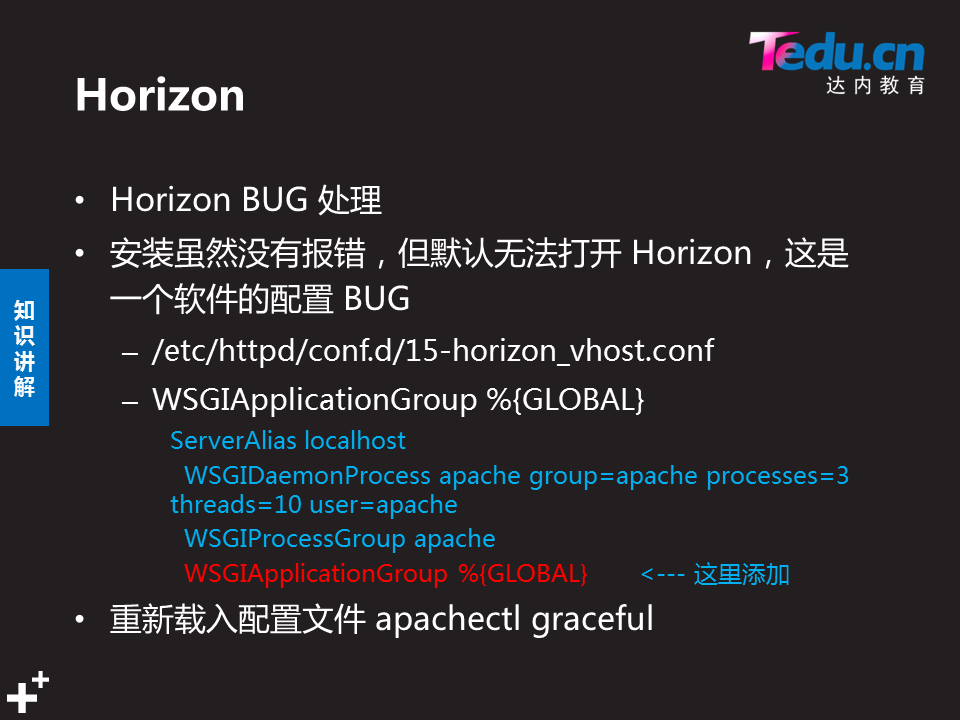 Tedu.cn
达内教育
Horizon
• Horizon BUG 处理
• 安装虽然没有报错，但默认无法打开 Horizon，这是
一个软件的配置 BUG
– /etc/httpd/conf.d/15-horizon_vhost.conf
– WSGIApplicationGroup %{GLOBAL}
ServerAlias localhost
WSGIDaemonProcess apache group=apache processes=3
threads=10 user=apache
WSGIProcessGroup apache
WSGIApplicationGroup %{GLOBAL} <--- 这里添加
• 重新载入配置文件 apachectl graceful
知识讲解